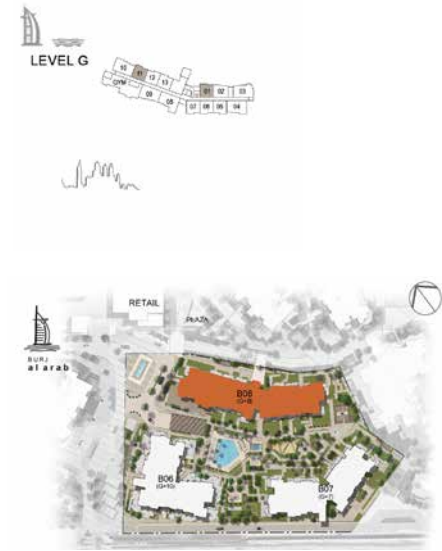 LEVEL G
10 11 12 13
GYM 09 08
01 02 03
07 06 05 04
RETAIL
PLAZA
BURJ
al arab
B08
(G+8)
B06
(G+10)
B07
(G+7)